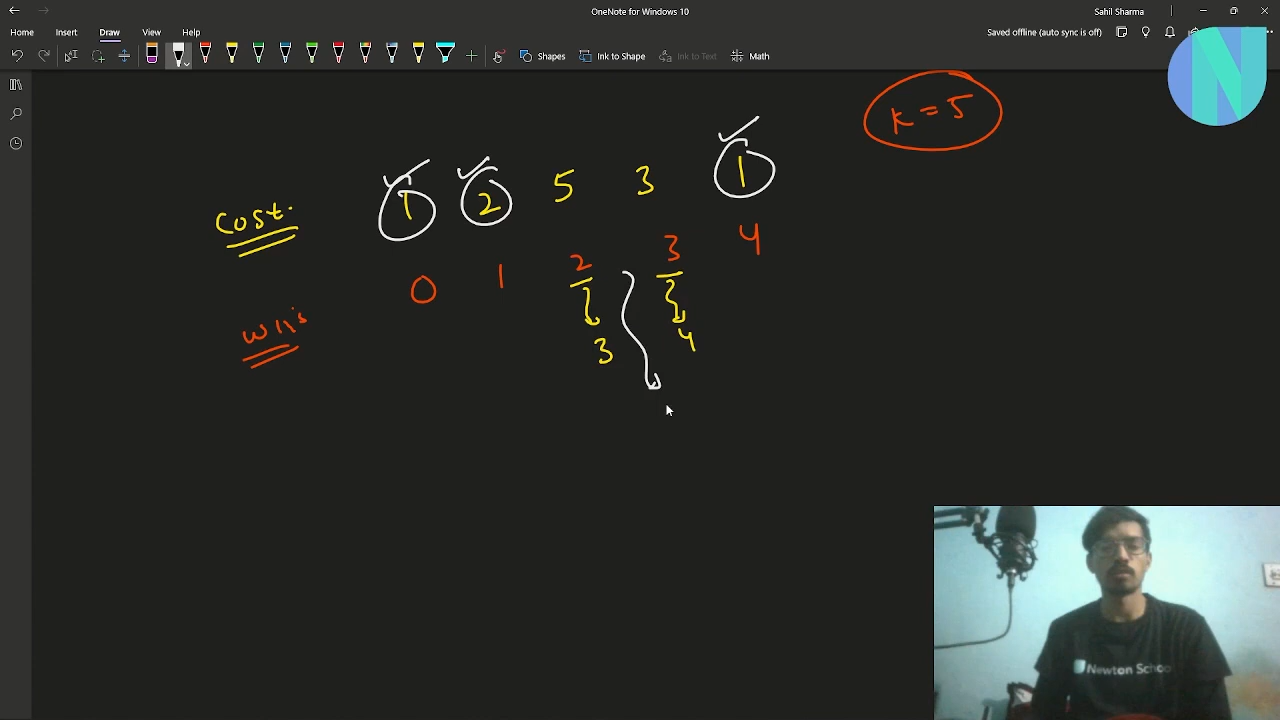 OneNote for Windows 10
Sahil Sharma
Home Insert Draw View Help
Saved offline (auto sync is off)
Shapes Ink to Shape Ink to Text Math
K = 5
cost. 1 2 5 3 1
0 1 2 3 4
3 4
Newton Schoo